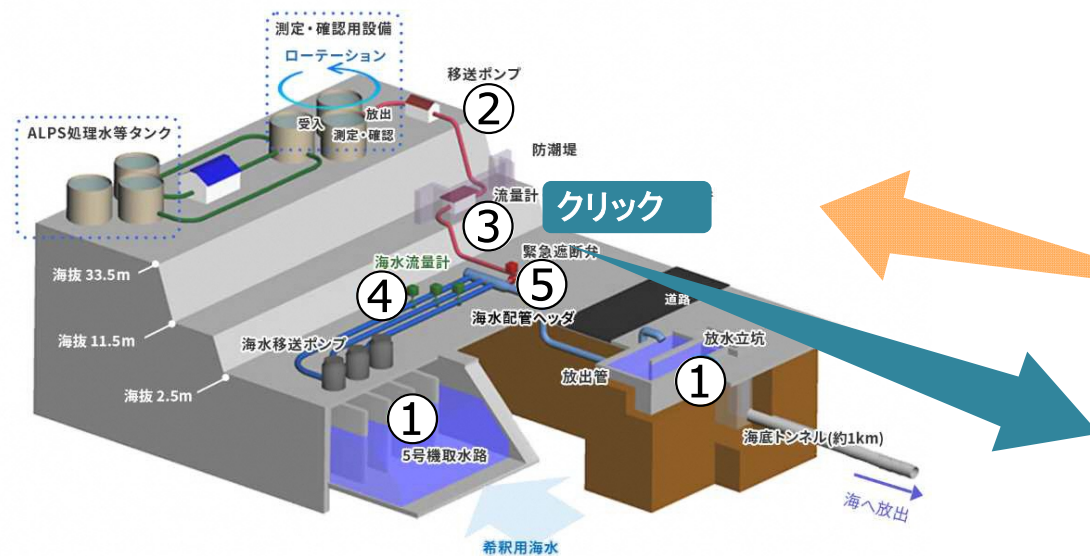 測定・確認用設備
ローテーション
移送ポンプ
②
受入
放出
測定・確認
ALPS処理水等タンク
防潮堤
流量計
クリック
③
緊急遮断弁
海抜 33.5m
海水流量計
④
⑤
道路
海水配管ヘッダ
海抜 11.5m
海水移送ポンプ
放水立坑
放出管
①
海抜 2.5m
①
5号機取水路
海底トンネル(約1km)
海へ放出
希釈用海水